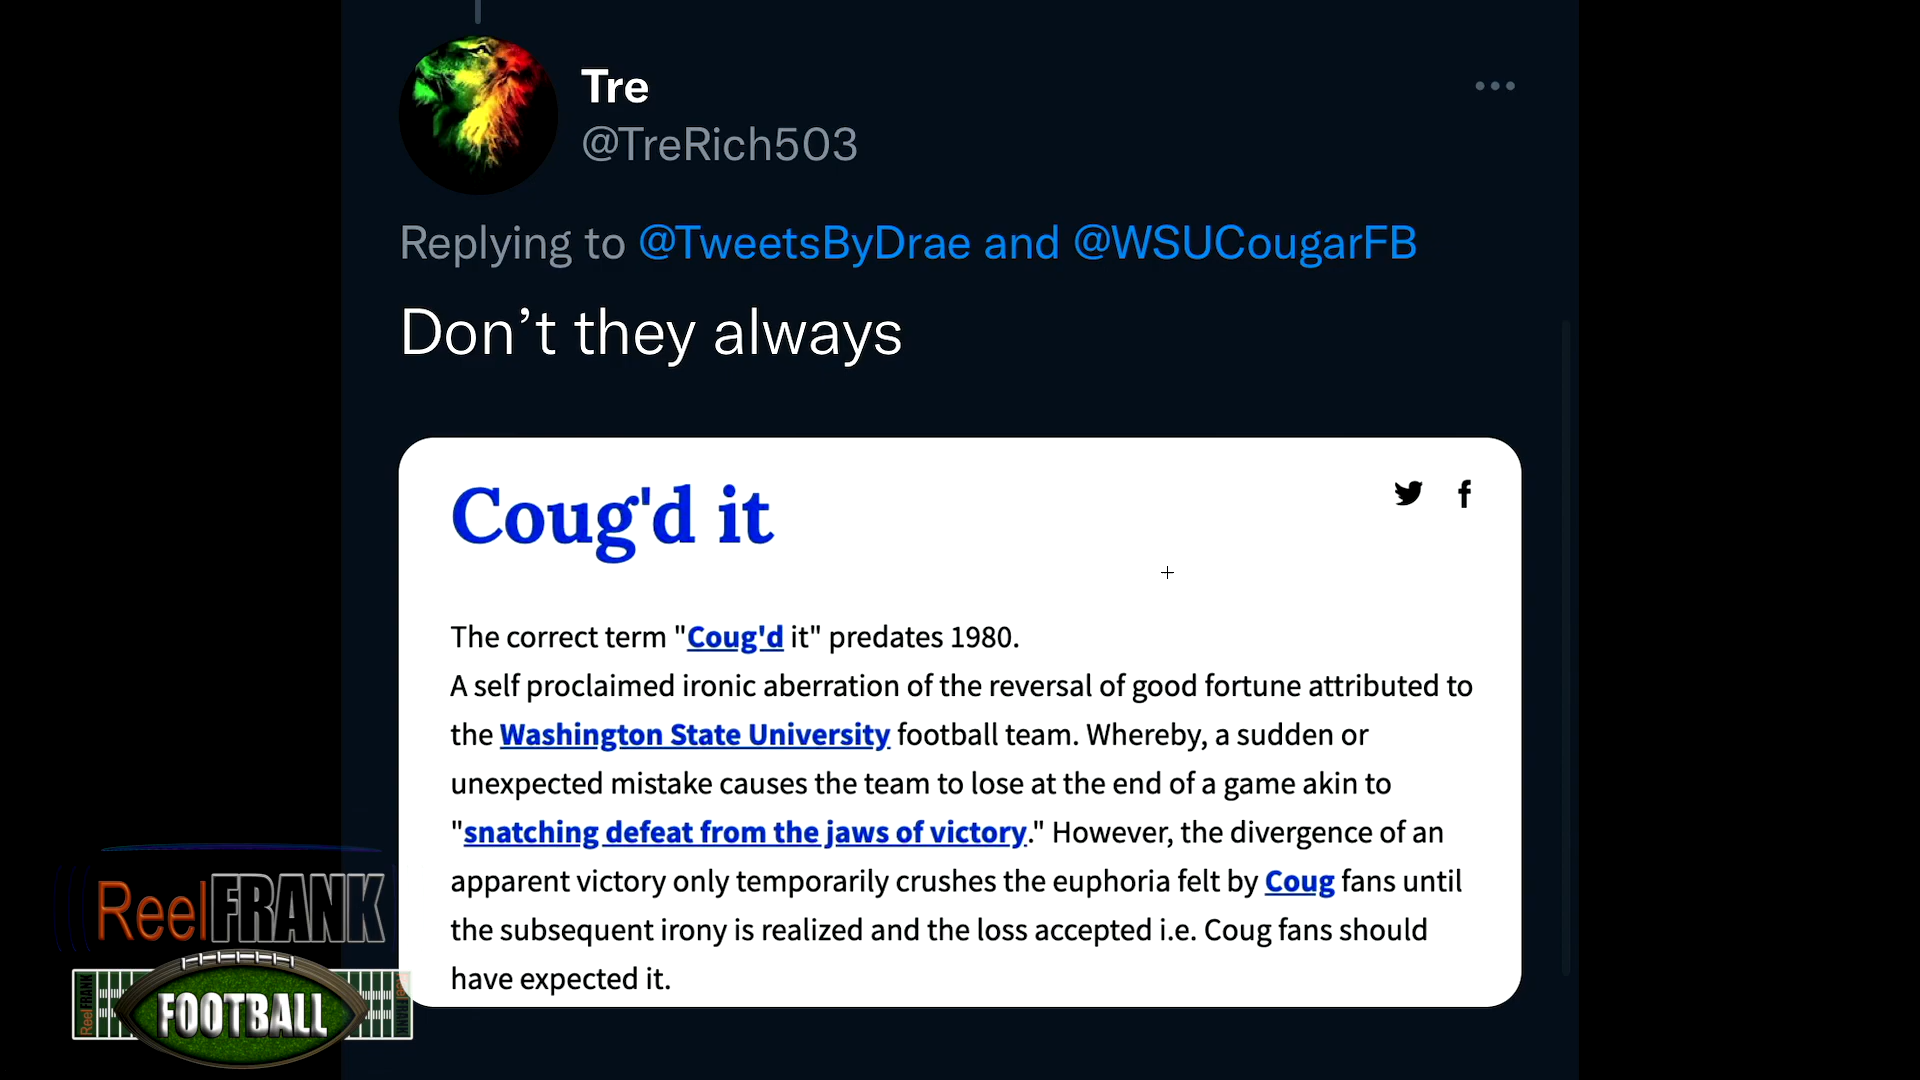 Tre
@TreRich503
Replying to @TweetsByDrae and @WSUCougarFB
Don’t they always
Coug'd it
The correct term "Coug'd it" predates 1980.
A self proclaimed ironic aberration of the reversal of good fortune attributed to
the Washington State University football team. Whereby, a sudden or
unexpected mistake causes the team to lose at the end of a game akin to
"snatching defeat from the jaws of victory." However, the divergence of an
apparent victory only temporarily crushes the euphoria felt by Coug fans until
the subsequent irony is realized and the loss accepted i.e. Coug fans should
have expected it.
ReelFRANK
FOOTBALL
ReelFRANK
ReelFRANK